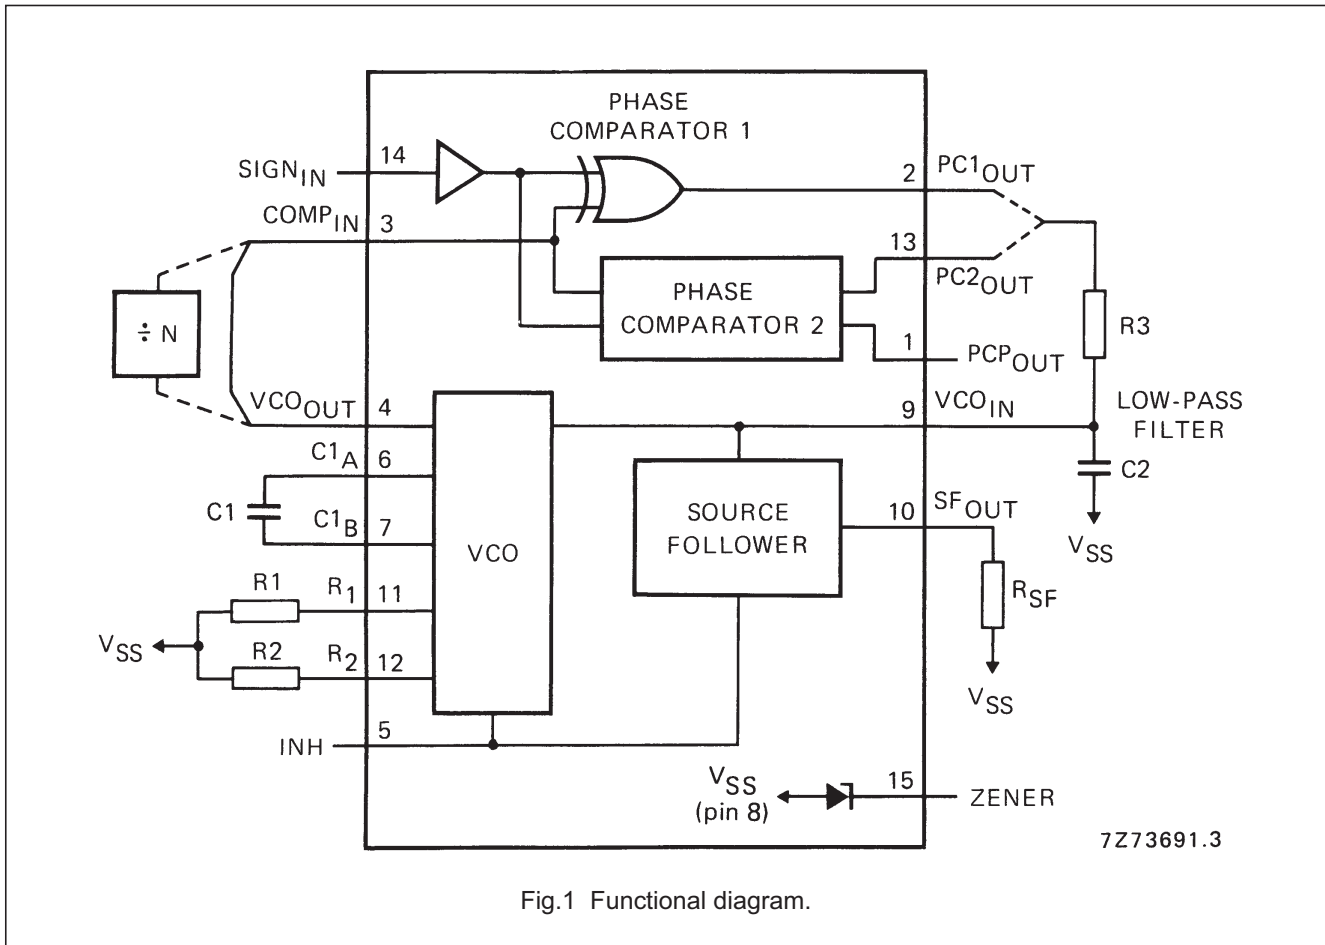 PHASE
COMPARATOR 1
SIGN_IN
14
2
PC1_OUT
COMP_IN
3
13
PC2_OUT
÷ N
PHASE
COMPARATOR 2
R3
1
PCP_OUT
VCO_OUT
4
9
VCO_IN
LOW-PASS
FILTER
C1_A
6
C2
C1
C1_B
7
VCO
SOURCE
FOLLOWER
10
SF_OUT
V_SS
R1
R_1
11
R_SF
V_SS
R2
R_2
12
V_SS
INH
5
V_SS
(pin 8)
15
ZENER
7Z73691.3
Fig.1 Functional diagram.